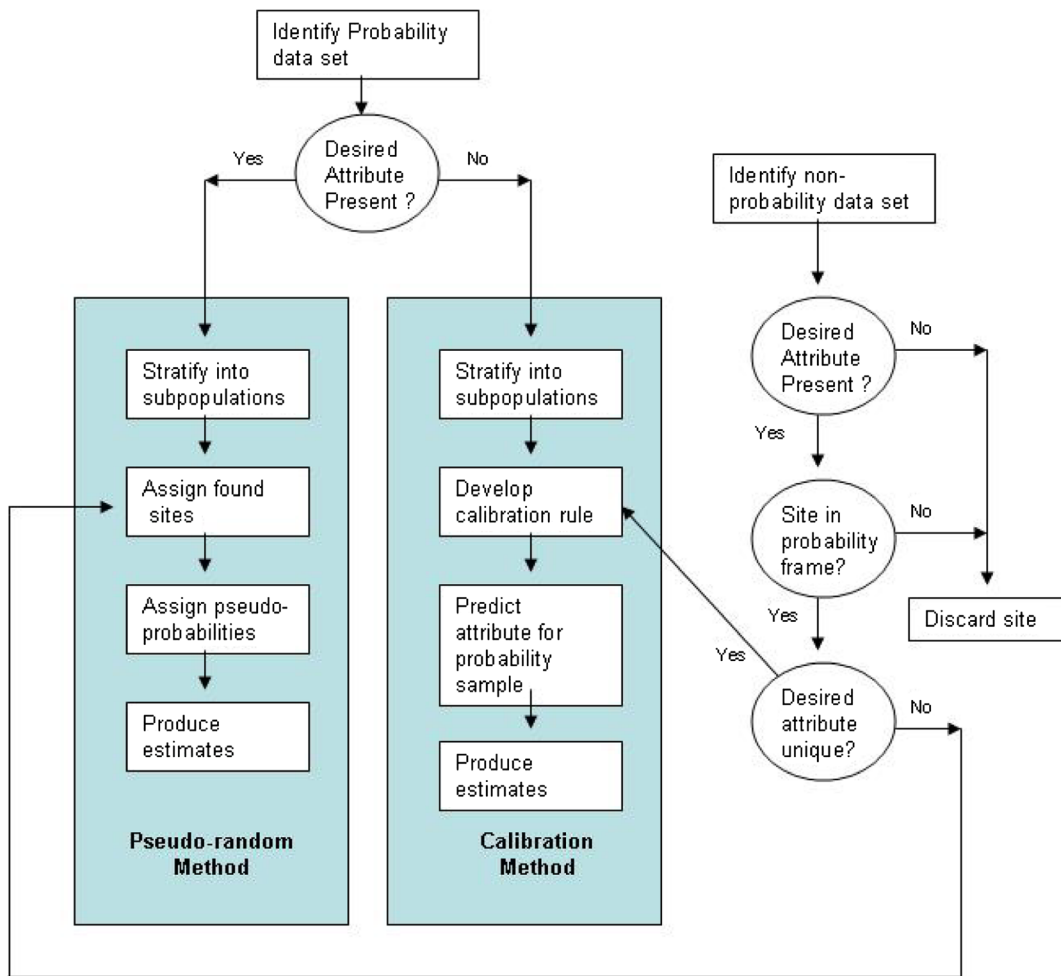 Identify Probability
data set
Desired
Attribute
Present ?
Yes
No
Identify non-
probability data set
Desired
Attribute
Present ?
No
Yes
Site in
probability
frame?
No
Yes
Discard site
Desired
attribute
unique?
Yes
No
Stratify into
subpopulations
Assign found
sites
Assign pseudo-
probabilities
Produce
estimates
Pseudo-random
Method
Stratify into
subpopulations
Develop
calibration rule
Predict
attribute for
probability
sample
Produce
estimates
Calibration
Method